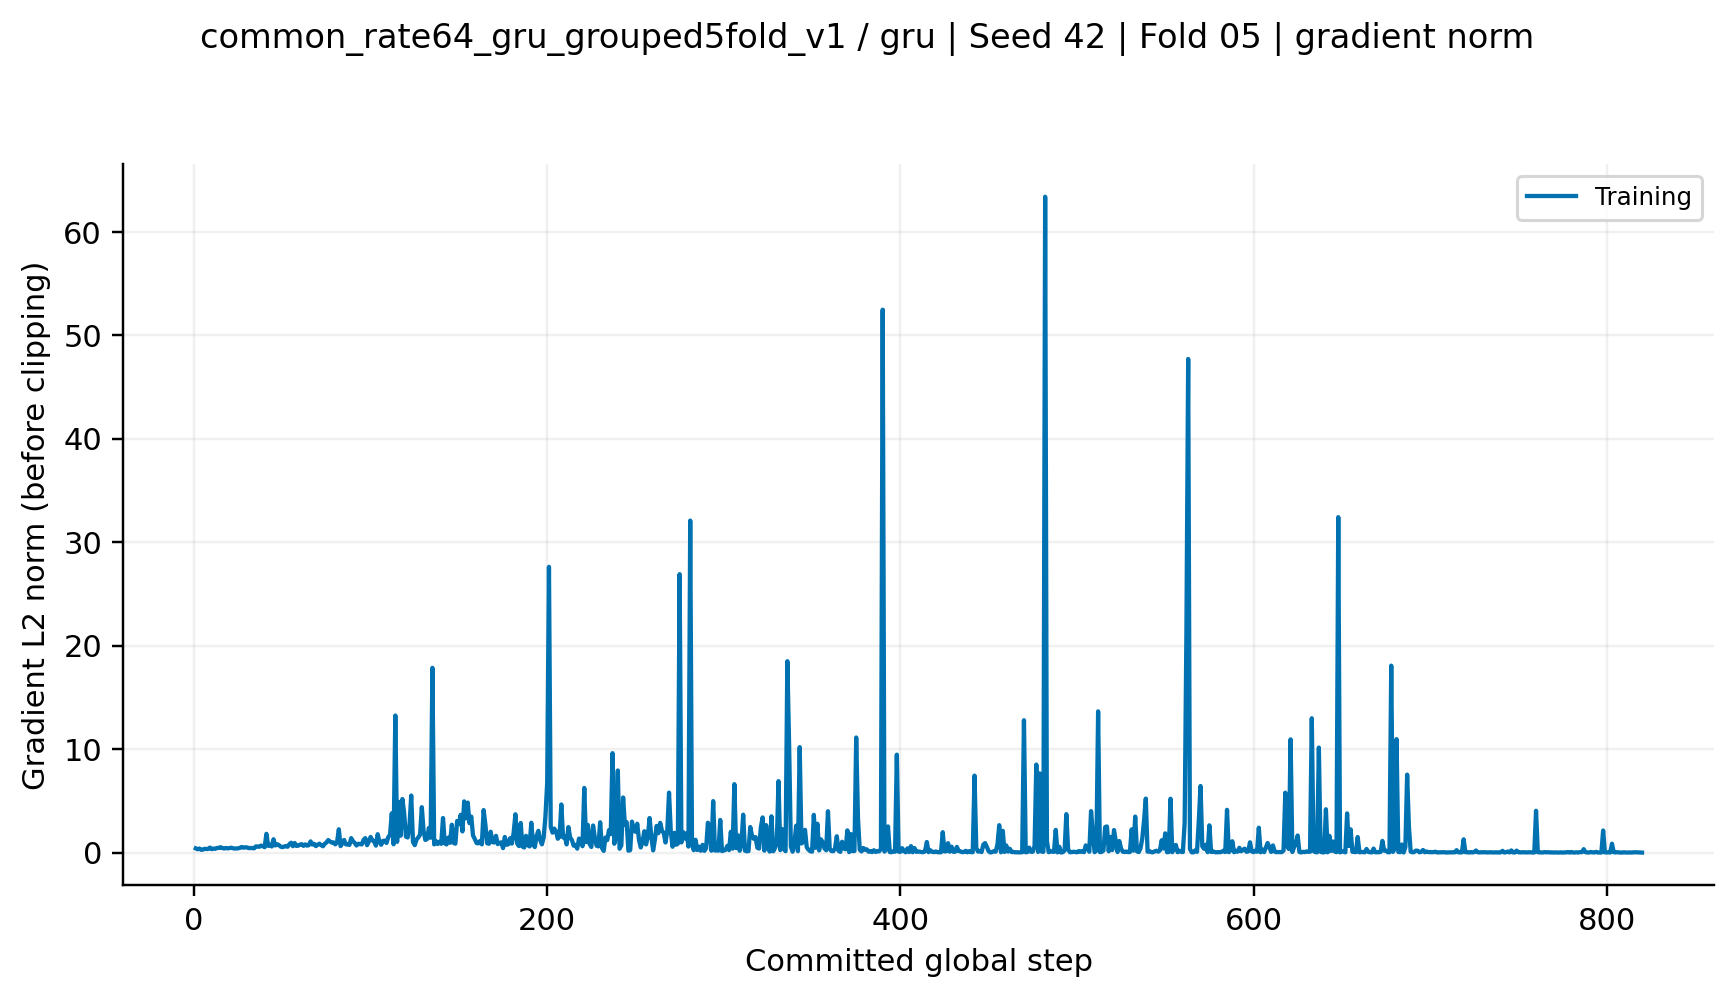 common_rate64_gru_grouped5fold_v1 / gru | Seed 42 | Fold 05 | gradient norm
Training
Gradient L2 norm (before clipping)
60
50
40
30
20
10
0
0 200 400 600 800
Committed global step